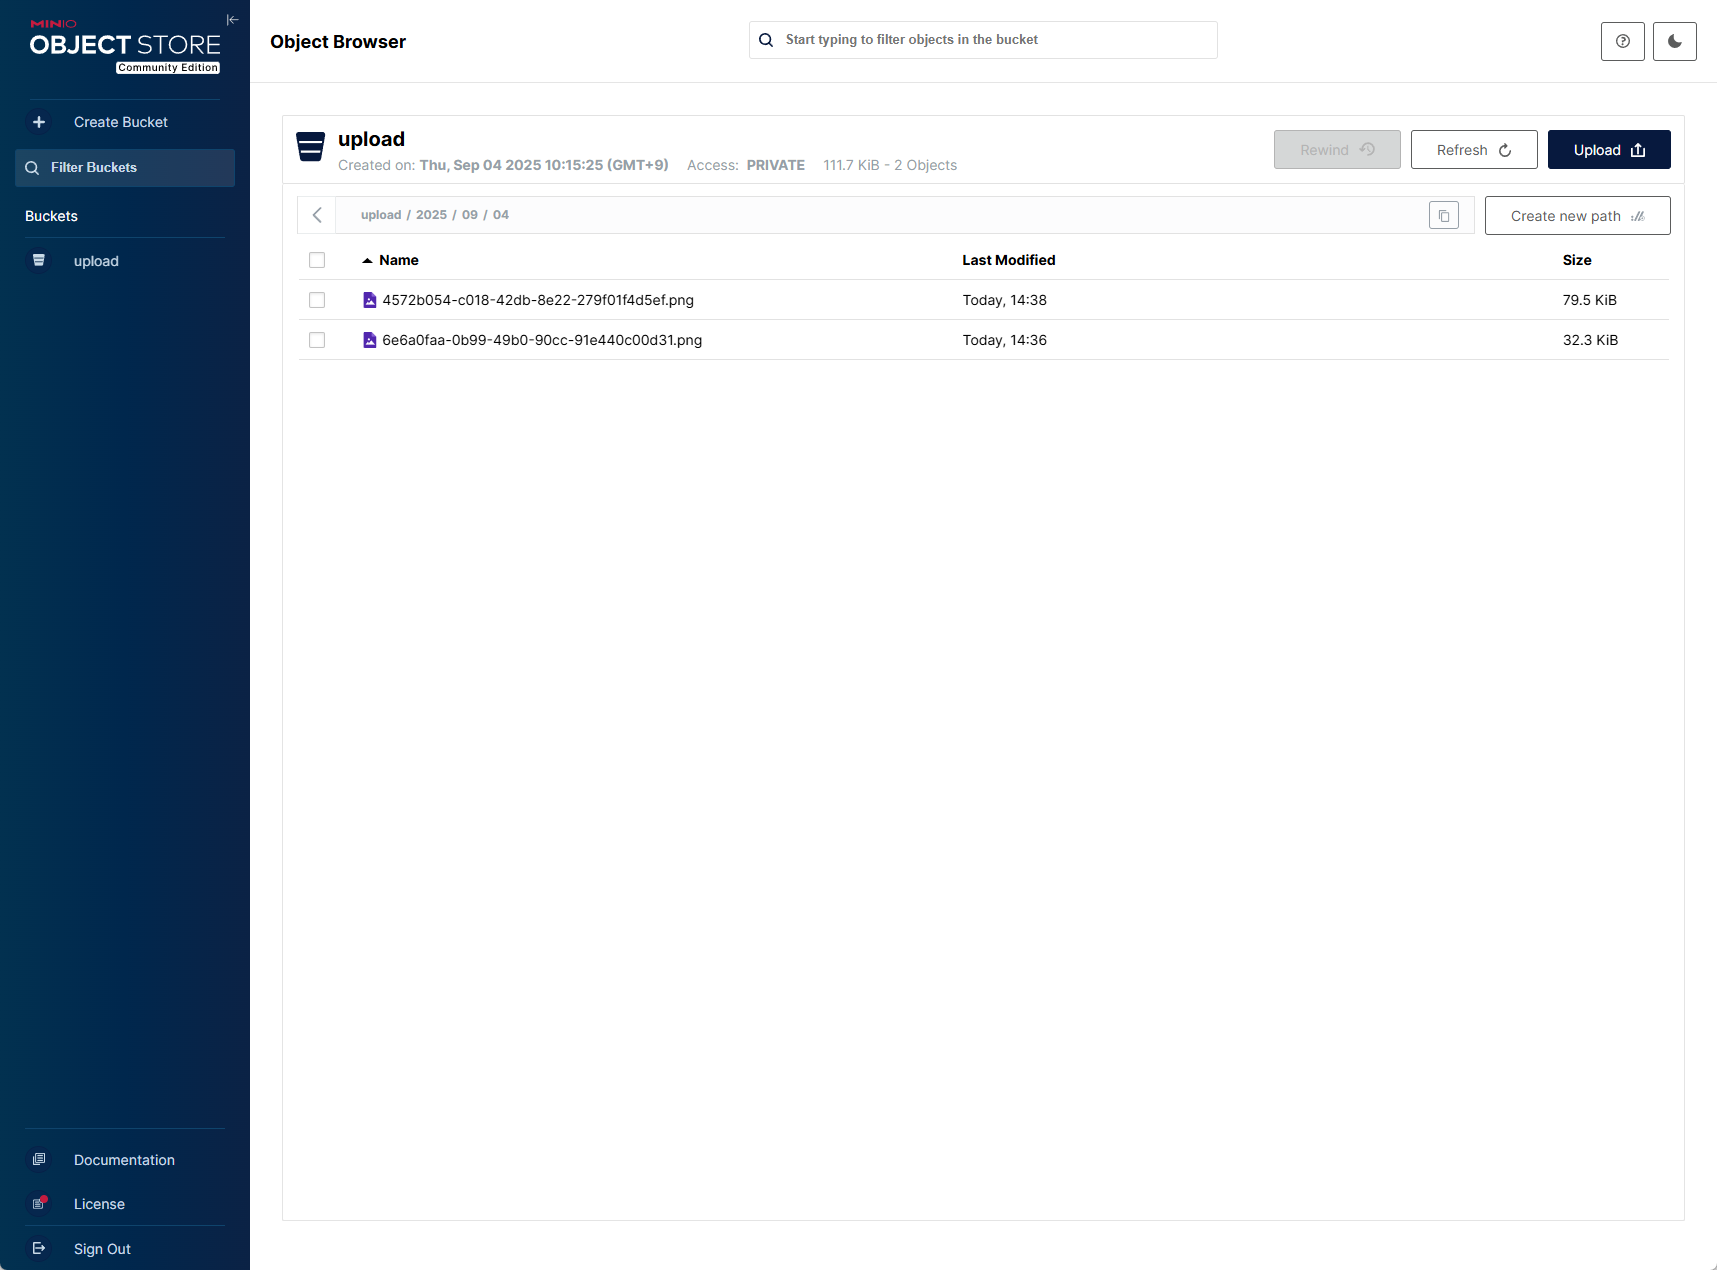 MINIO
OBJECT STORE
Community Edition
Create Bucket
Filter Buckets
Buckets
upload
Documentation
License
Sign Out
Object Browser
Start typing to filter objects in the bucket
upload
Created on: Thu, Sep 04 2025 10:15:25 (GMT+9) Access: PRIVATE 111.7 KiB - 2 Objects
Rewind
Refresh
Upload
upload / 2025 / 09 / 04
Create new path
Name Last Modified Size
4572b054-c018-42db-8e22-279f01f4d5ef.png Today, 14:38 79.5 KiB
6e6a0faa-0b99-49b0-90cc-91e440c00d31.png Today, 14:36 32.3 KiB